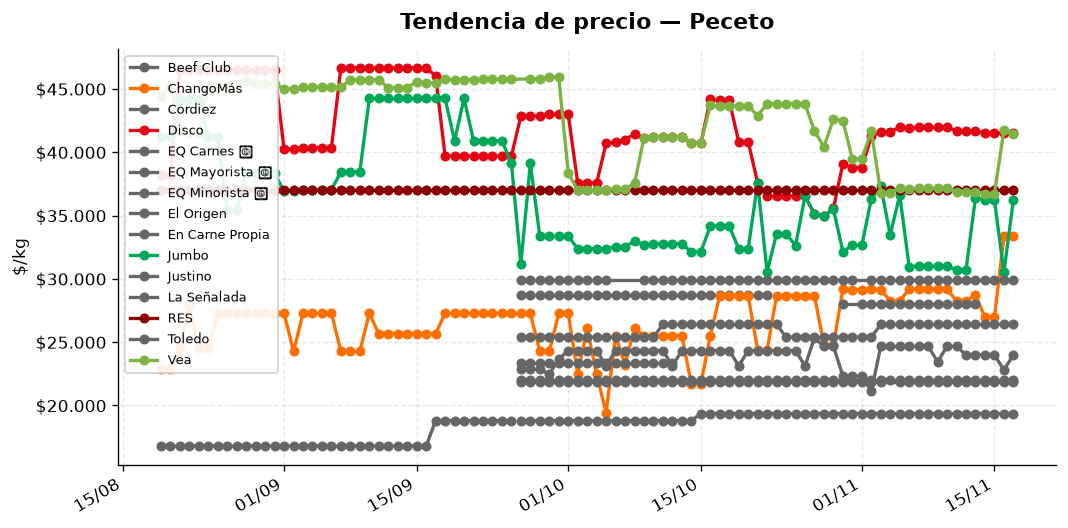 Tendencia de precio — Peceto
$/kg
$45.000
$40.000
$35.000
$30.000
$25.000
$20.000
Beef Club
ChangoMás
Cordiez
Disco
EQ Carnes
EQ Mayorista
EQ Minorista
El Origen
En Carne Propia
Jumbo
Justino
La Señalada
RES
Toledo
Vea
15/08
01/09
15/09
01/10
15/10
01/11
15/11